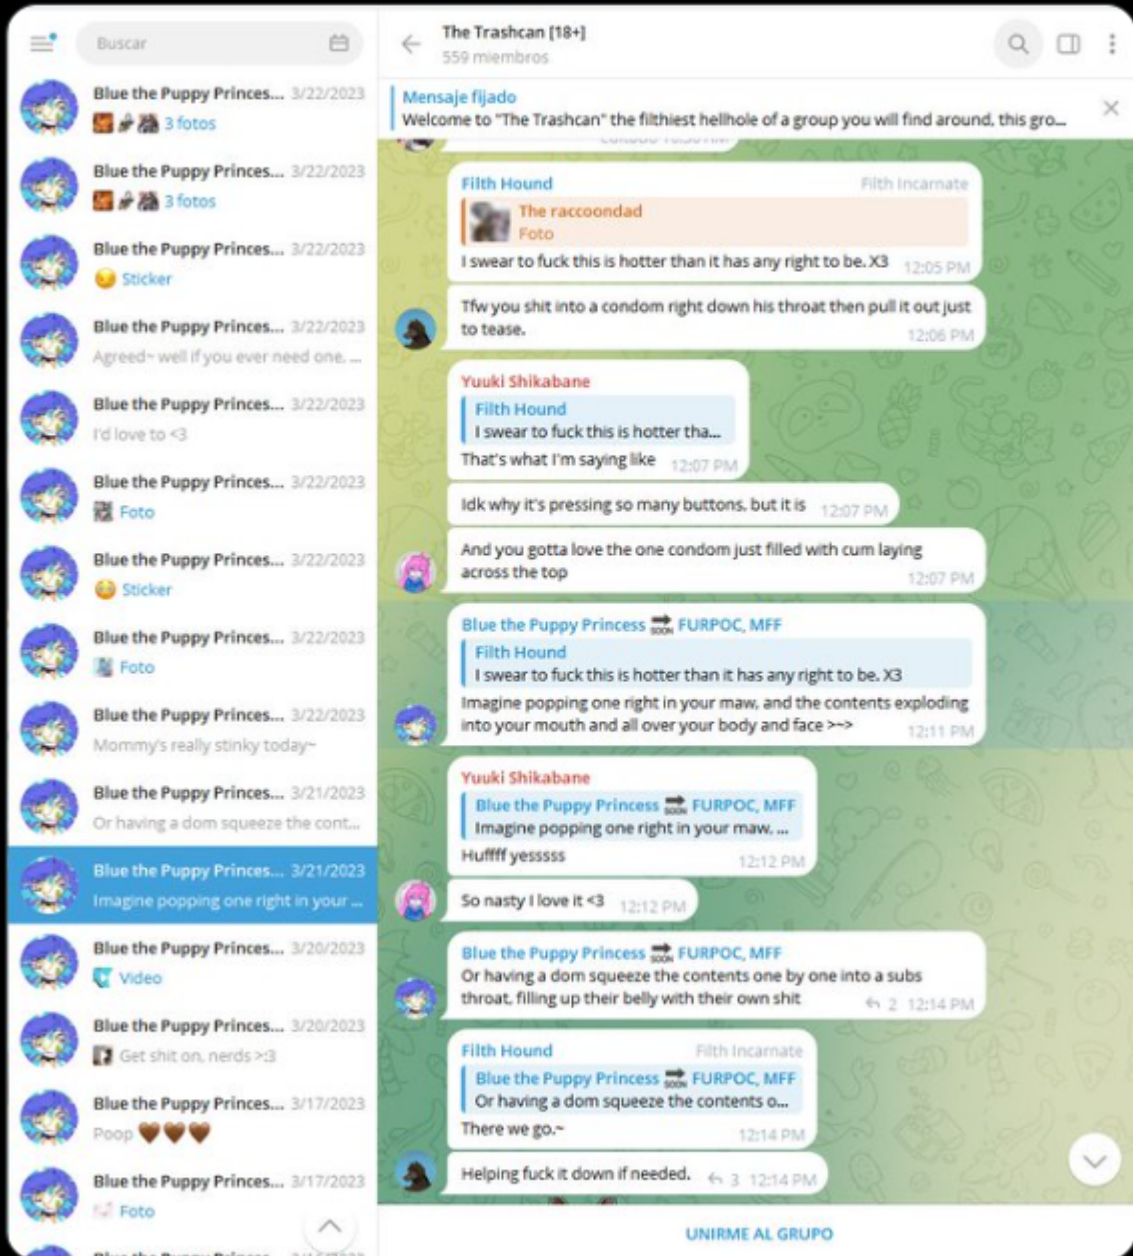 Buscar
Blue the Puppy Princes... 3/22/2023
3 fotos
Blue the Puppy Princes... 3/22/2023
3 fotos
Blue the Puppy Princes... 3/22/2023
Sticker
Blue the Puppy Princes... 3/22/2023
Agreed~ well if you ever need one, ...
Blue the Puppy Princes... 3/22/2023
I'd love to <3
Blue the Puppy Princes... 3/22/2023
Foto
Blue the Puppy Princes... 3/22/2023
Sticker
Blue the Puppy Princes... 3/22/2023
Foto
Blue the Puppy Princes... 3/22/2023
Mommy's really stinky today~
Blue the Puppy Princes... 3/21/2023
Or having a dom squeeze the cont...
Blue the Puppy Princes... 3/21/2023
Imagine popping one right in your ...
Blue the Puppy Princes... 3/20/2023
Video
Blue the Puppy Princes... 3/20/2023
Get shit on, nerds >:3
Blue the Puppy Princes... 3/17/2023
Poop 🤎🤎🤎
Blue the Puppy Princes... 3/17/2023
Foto
The Trashcan [18+]
559 miembros
Mensaje fijado
Welcome to "The Trashcan" the filthiest hellhole of a group you will find around, this gro...
Filth Hound Filth Incarnate
The raccoondad
Foto
I swear to fuck this is hotter than it has any right to be. X3 12:05 PM
Tfw you shit into a condom right down his throat then pull it out just
to tease. 12:06 PM
Yuuki Shikabane
Filth Hound
I swear to fuck this is hotter tha...
That's what I'm saying like 12:07 PM
Idk why it's pressing so many buttons, but it is 12:07 PM
And you gotta love the one condom just filled with cum laying
across the top 12:07 PM
Blue the Puppy Princess 🔜 FURPOC, MFF
Filth Hound
I swear to fuck this is hotter than it has any right to be. X3
Imagine popping one right in your maw, and the contents exploding
into your mouth and all over your body and face >~> 12:11 PM
Yuuki Shikabane
Blue the Puppy Princess 🔜 FURPOC, MFF
Imagine popping one right in your maw, ...
Huffff yesssss 12:12 PM
So nasty I love it <3 12:12 PM
Blue the Puppy Princess 🔜 FURPOC, MFF
Or having a dom squeeze the contents one by one into a subs
throat, filling up their belly with their own shit 2 12:14 PM
Filth Hound Filth Incarnate
Blue the Puppy Princess 🔜 FURPOC, MFF
Or having a dom squeeze the contents o...
There we go.~ 12:14 PM
Helping fuck it down if needed. 3 12:14 PM
UNIRME AL GRUPO